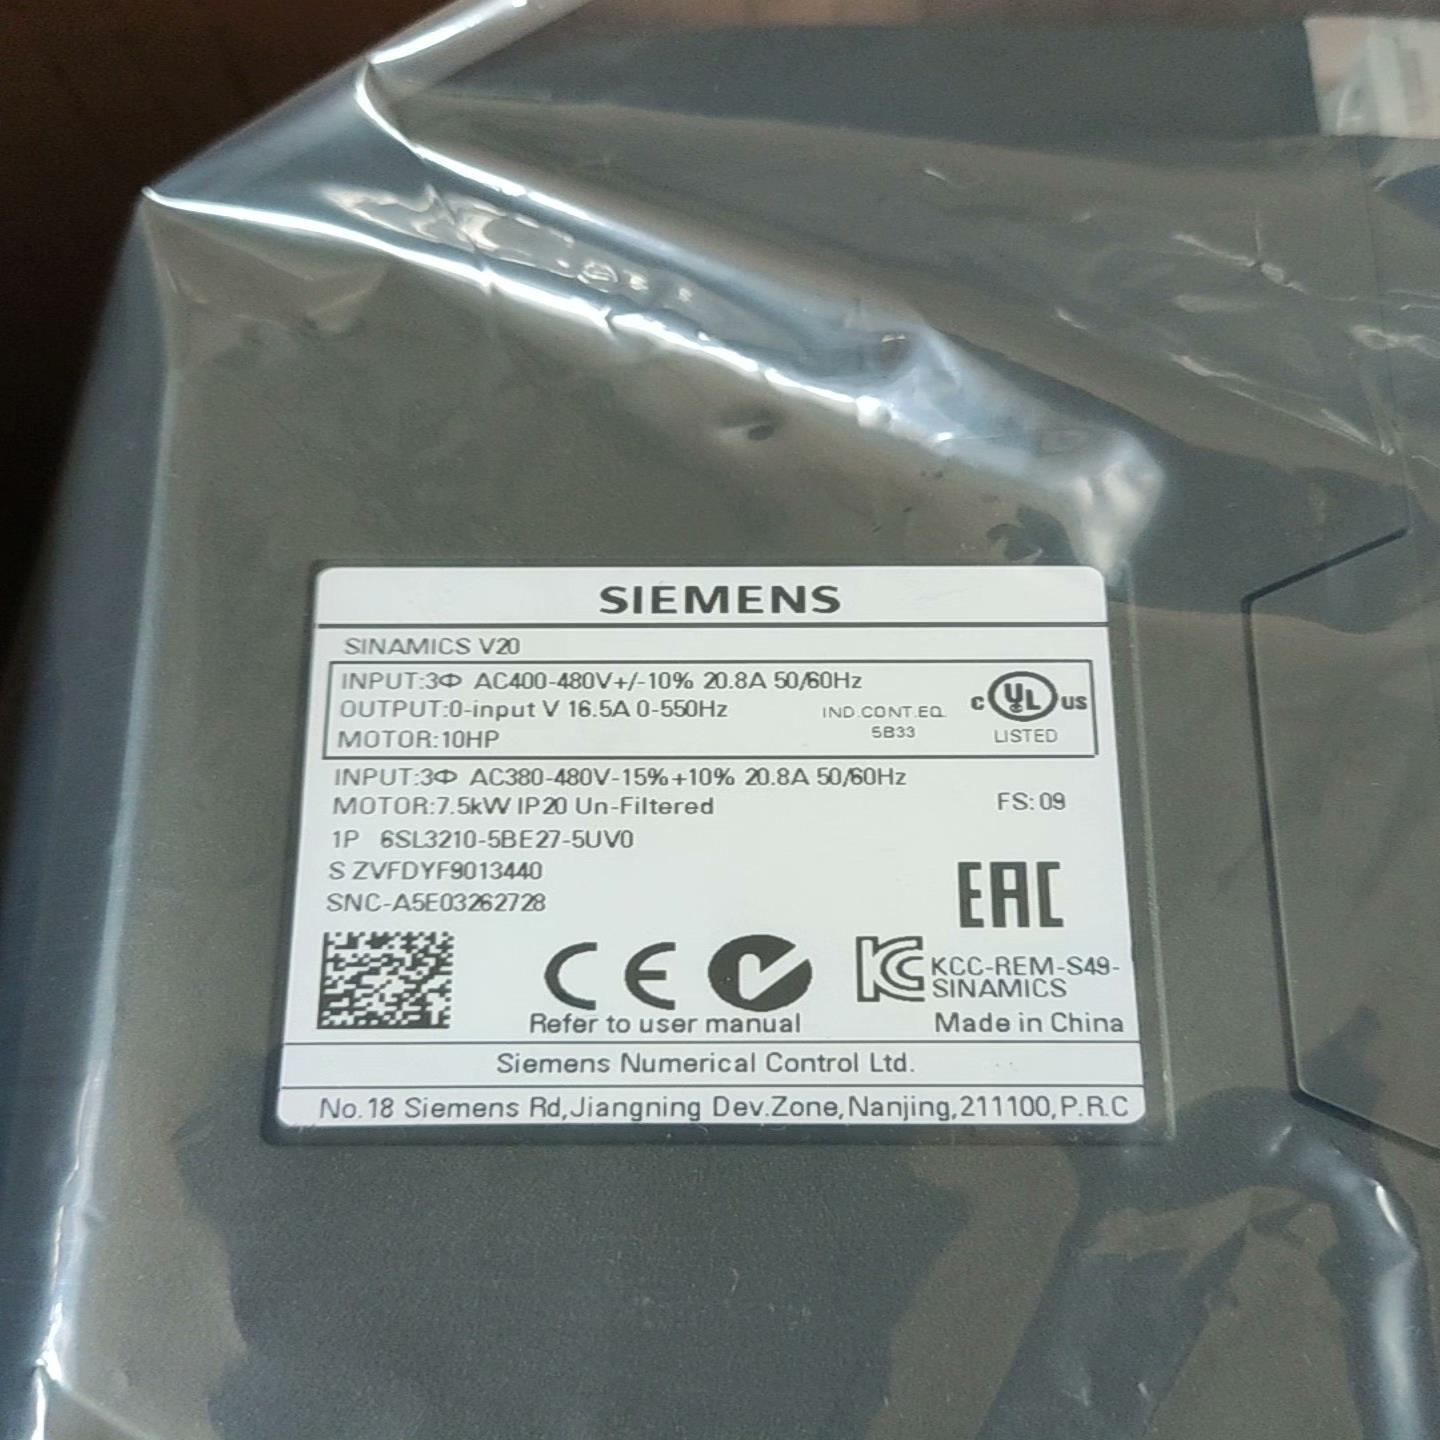 SIEMENS
SINAMICS V20
INPUT:3Φ AC400-480V+/-10% 20.8A 50/60Hz
OUTPUT:0-input V 16.5A 0-550Hz
MOTOR:10HP
IND.CONT.EQ.
5B33
C UL US
LISTED
INPUT:3Φ AC380-480V-15%+10% 20.8A 50/60Hz
MOTOR:7.5kW IP20 Un-Filtered
FS:09
1P 6SL3210-5BE27-5UV0
S ZVFDYF9013440
SNC-A5E03262728
EAC
CE
KC KCC-REM-S49-
SINAMICS
Refer to user manual
Made in China
Siemens Numerical Control Ltd.
No.18 Siemens Rd,Jiangning Dev.Zone,Nanjing,211100,P.R.C